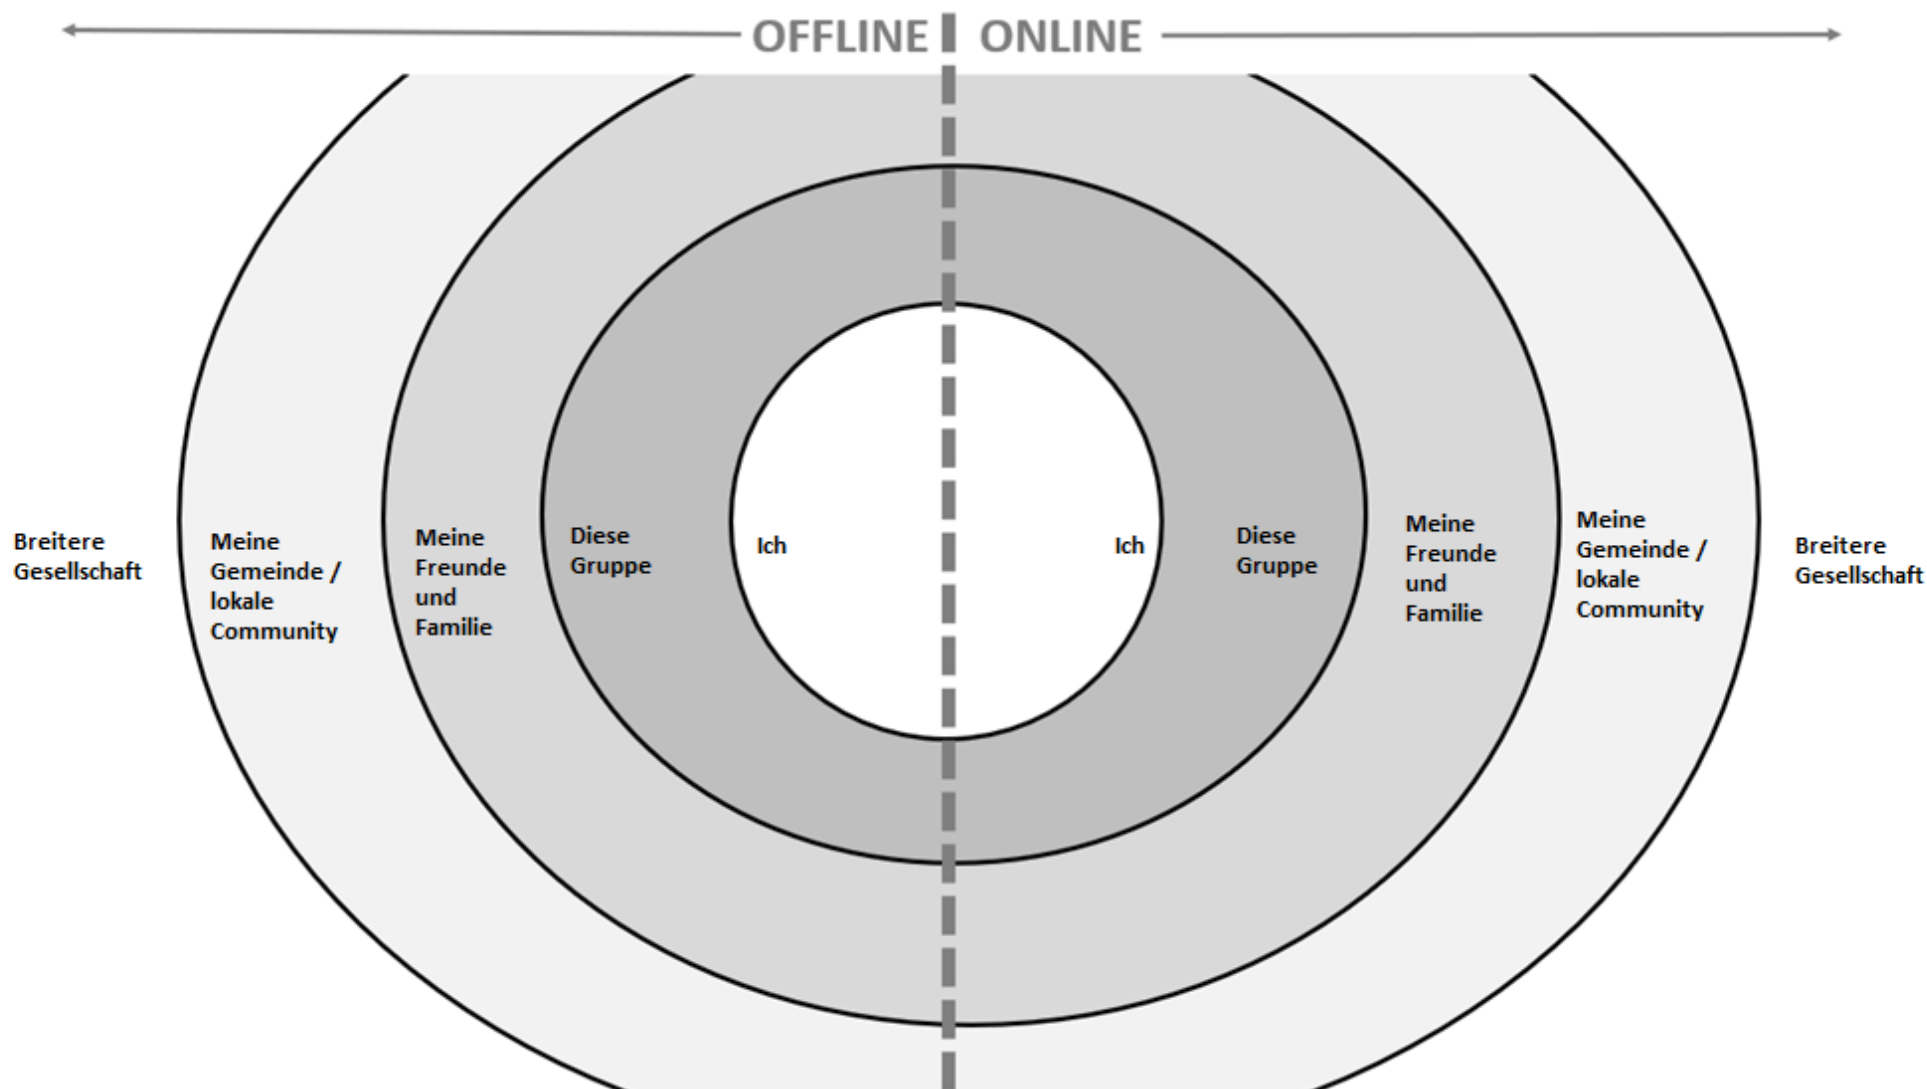 OFFLINE ONLINE
Breitere
Gesellschaft
Meine
Gemeinde /
lokale
Community
Meine
Freunde
und
Familie
Diese
Gruppe
Ich
Ich
Diese
Gruppe
Meine
Freunde
und
Familie
Meine
Gemeinde /
lokale
Community
Breitere
Gesellschaft